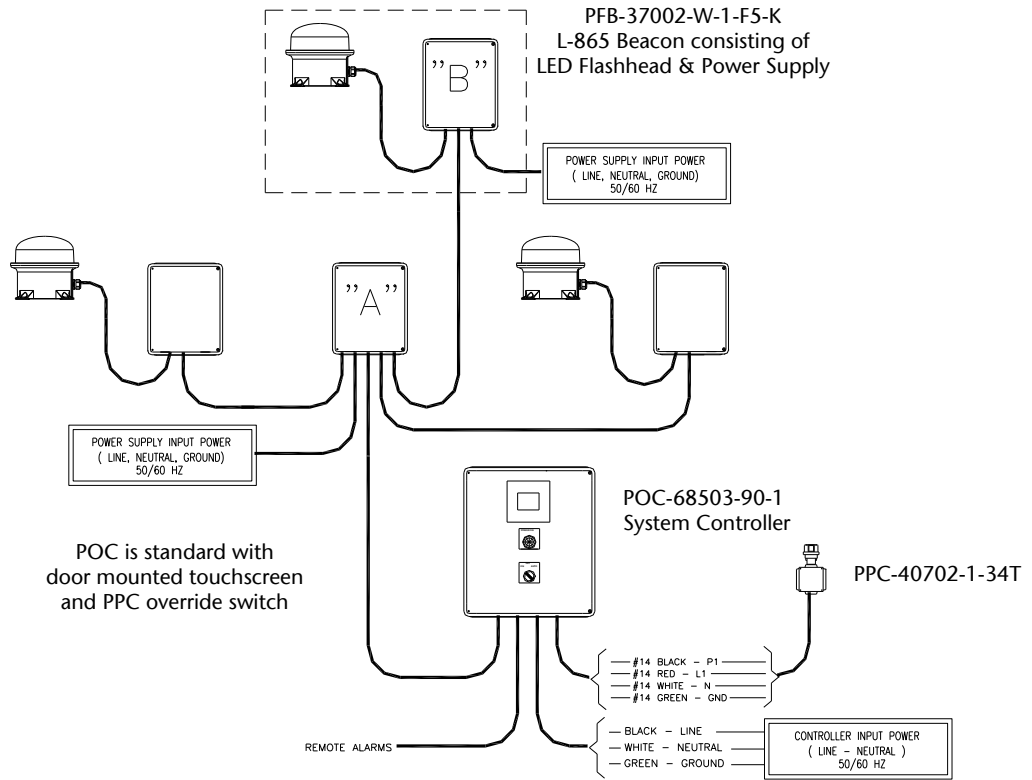 PFB-37002-W-1-F5-K
L-865 Beacon consisting of
LED Flashhead & Power Supply
"B"
POWER SUPPLY INPUT POWER
( LINE, NEUTRAL, GROUND)
50/60 HZ
"A"
POWER SUPPLY INPUT POWER
( LINE, NEUTRAL, GROUND)
50/60 HZ
POC-68503-90-1
System Controller
POC is standard with
door mounted touchscreen
and PPC override switch
PPC-40702-1-34T
#14 BLACK - P1
#14 RED - L1
#14 WHITE - N
#14 GREEN - GND
REMOTE ALARMS
BLACK - LINE
WHITE - NEUTRAL
GREEN - GROUND
CONTROLLER INPUT POWER
( LINE - NEUTRAL )
50/60 HZ